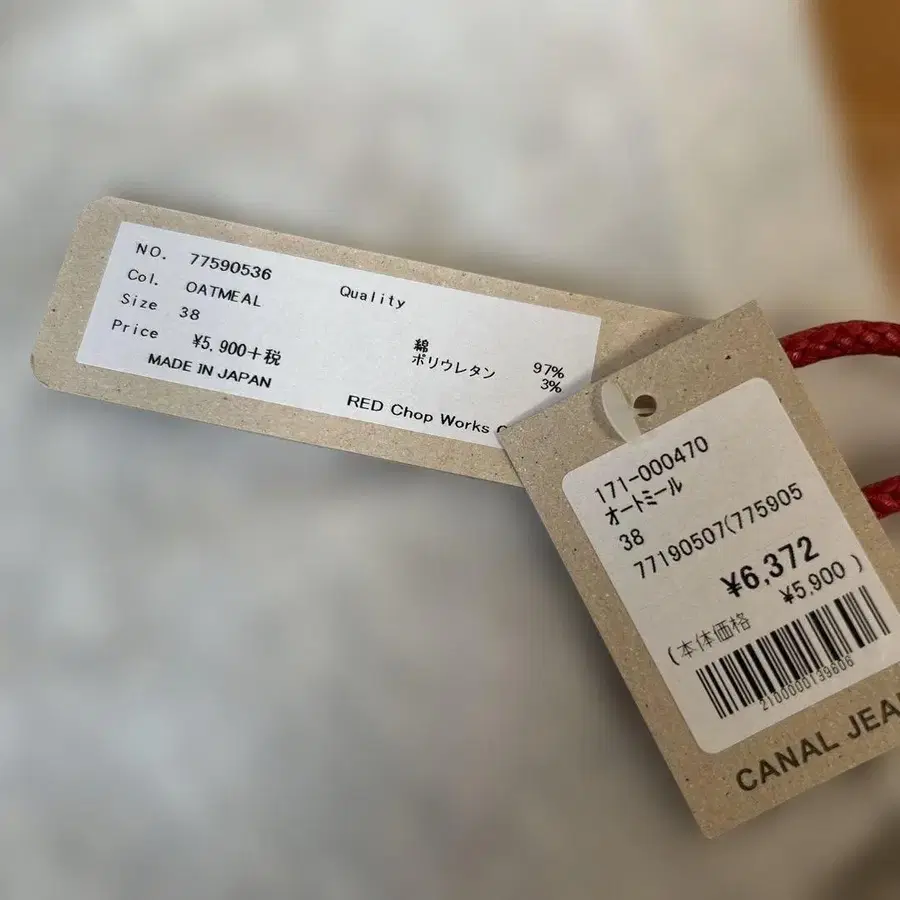 NO. 77590536
Col. OATMEAL
Size 38
Price ¥5,900+税
MADE IN JAPAN
Quality
綿 97%
ポリウレタン 3%
RED Chop Works
171-000470
オートミール
38
77190507(775905
¥6,372
(本体価格 ¥5,900)
2100000139606
CANAL